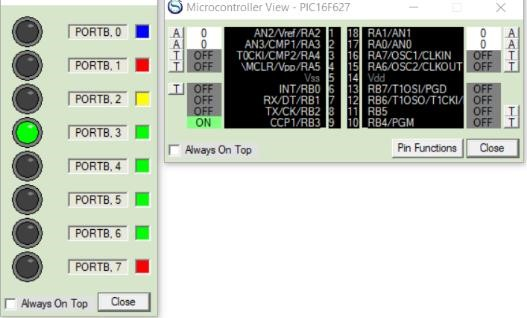 PORTB, 0
PORTB, 1
PORTB, 2
PORTB, 3
PORTB, 4
PORTB, 5
PORTB, 6
PORTB, 7
Always On Top Close
Microcontroller View - PIC16F627
A 0 AN2/Vref/RA2 1 18 RA1/AN1 0 A
A 0 AN3/CMP1/RA3 2 17 RA0/AN0 0 A
T OFF T0CKI/CMP2/RA4 3 16 RA7/OSC1/CLKIN OFF T
T OFF \MCLR/Vpp/RA5 4 15 RA6/OSC2/CLKOUT OFF T
Vss 5 14 Vdd
T OFF INT/RB0 6 13 RB7/T1OSI/PGD OFF
OFF RX/DT/RB1 7 12 RB6/T1OSO/T1CKI/ OFF
OFF TX/CK/RB2 8 11 RB5 OFF T
ON CCP1/RB3 9 10 RB4/PGM OFF T
Always On Top Pin Functions Close